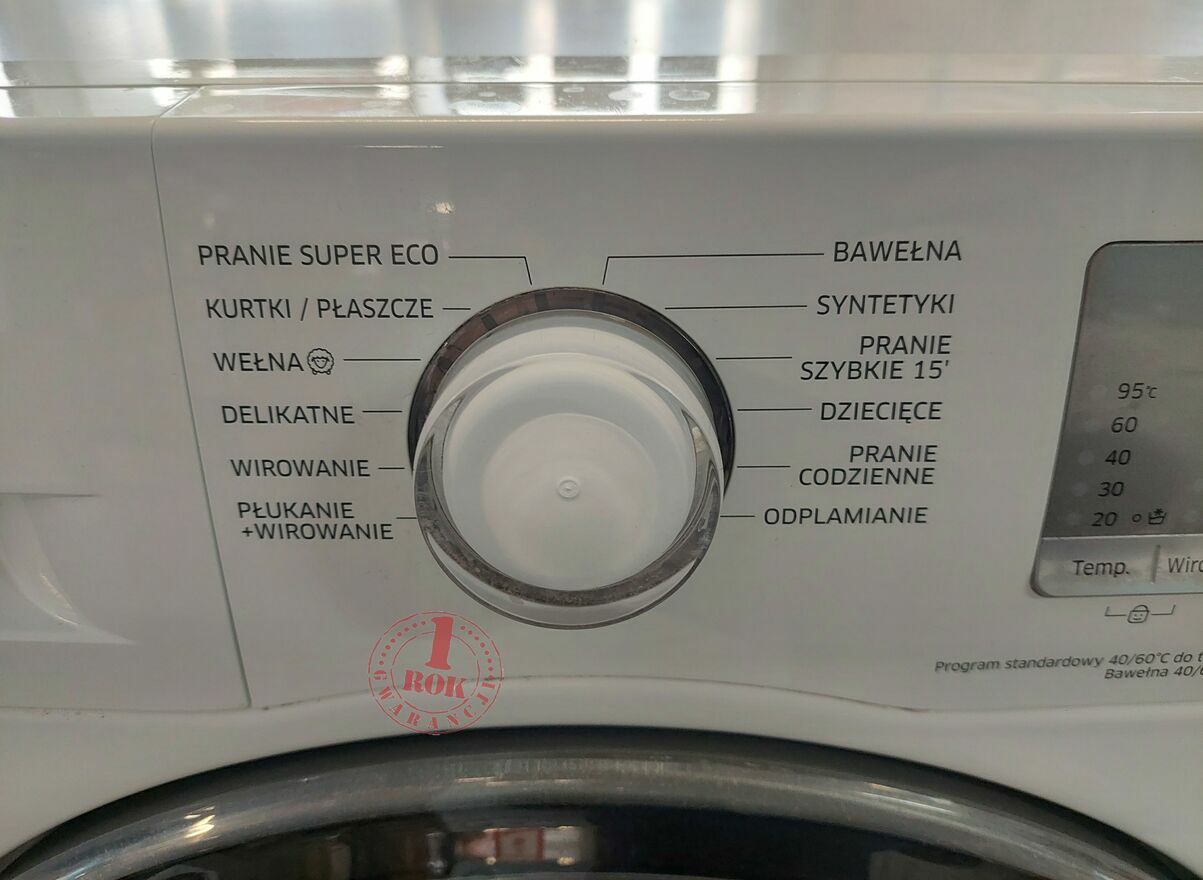 PRANIE SUPER ECO
KURTKI / PŁASZCZE
WEŁNA
DELIKATNE
WIROWANIE
PŁUKANIE
+WIROWANIE
BAWEŁNA
SYNTETYKI
PRANIE
SZYBKIE 15'
DZIECIĘCE
PRANIE
CODZIENNE
ODPLAMIANIE
95°C
60
40
30
20
Temp.
Program standardowy 40/60°C do
Bawełna
1
ROK
GWARANCJI